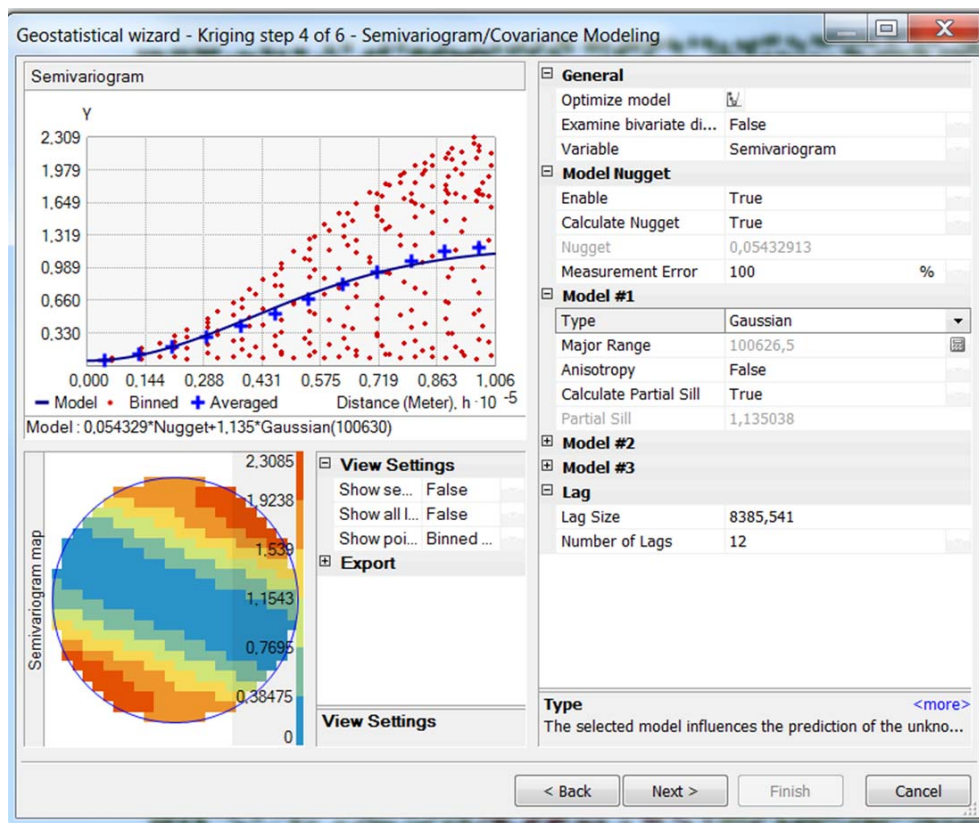 Geostatistical wizard - Kriging step 4 of 6 - Semivariogram/Covariance Modeling
Semivariogram
γ
2,309
1,979
1,649
1,319
0,989
0,660
0,330
0,000 0,144 0,288 0,431 0,575 0,719 0,863 1,006
Model Binned Averaged Distance (Meter), h · 10 -5
Model : 0,054329*Nugget+1,135*Gaussian(100630)
Semivariogram map
2,3085
1,9238
1,539
1,1543
0,7695
0,38475
0
View Settings
Show se... False
Show all l... False
Show poi... Binned ...
Export
View Settings
General
Optimize model
Examine bivariate di... False
Variable Semivariogram
Model Nugget
Enable True
Calculate Nugget True
Nugget 0,05432913
Measurement Error 100 %
Model #1
Type Gaussian
Major Range 100626,5
Anisotropy False
Calculate Partial Sill True
Partial Sill 1,135038
Model #2
Model #3
Lag
Lag Size 8385,541
Number of Lags 12
Type <more>
The selected model influences the prediction of the unkno...
< Back Next > Finish Cancel